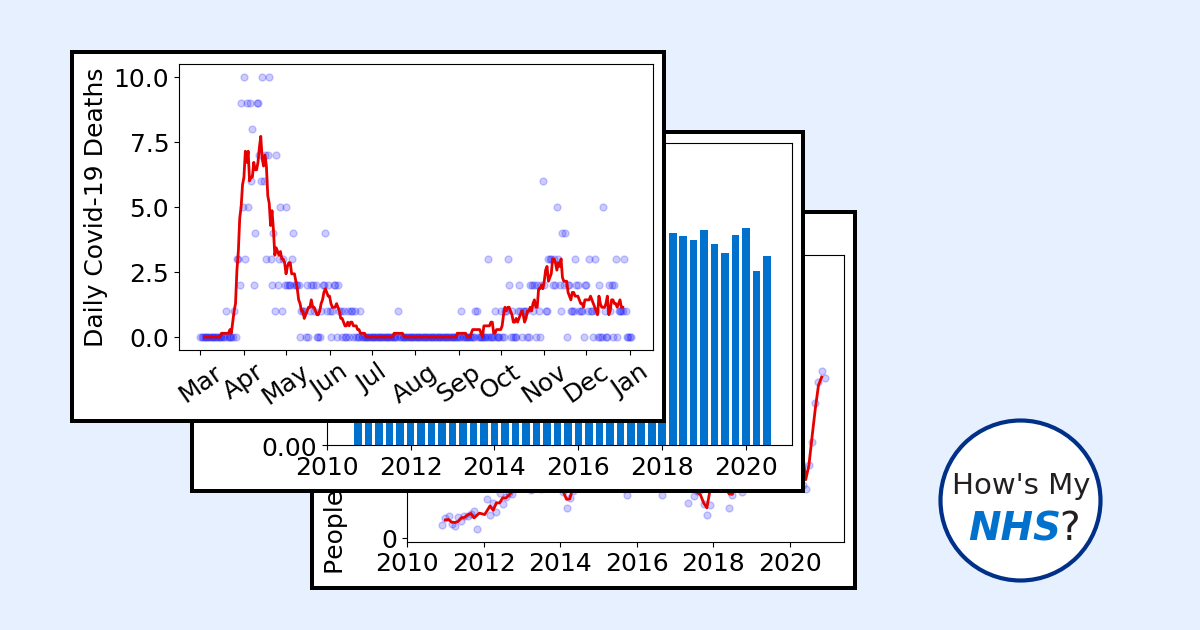 Daily Covid-19 Deaths
10.0
7.5
5.0
2.5
0.0
Mar Apr May Jun Jul Aug Sep Oct Nov Dec Jan
0.00
2010 2012 2014 2016 2018 2020
People
0
2010 2012 2014 2016 2018 2020
How's My
NHS?